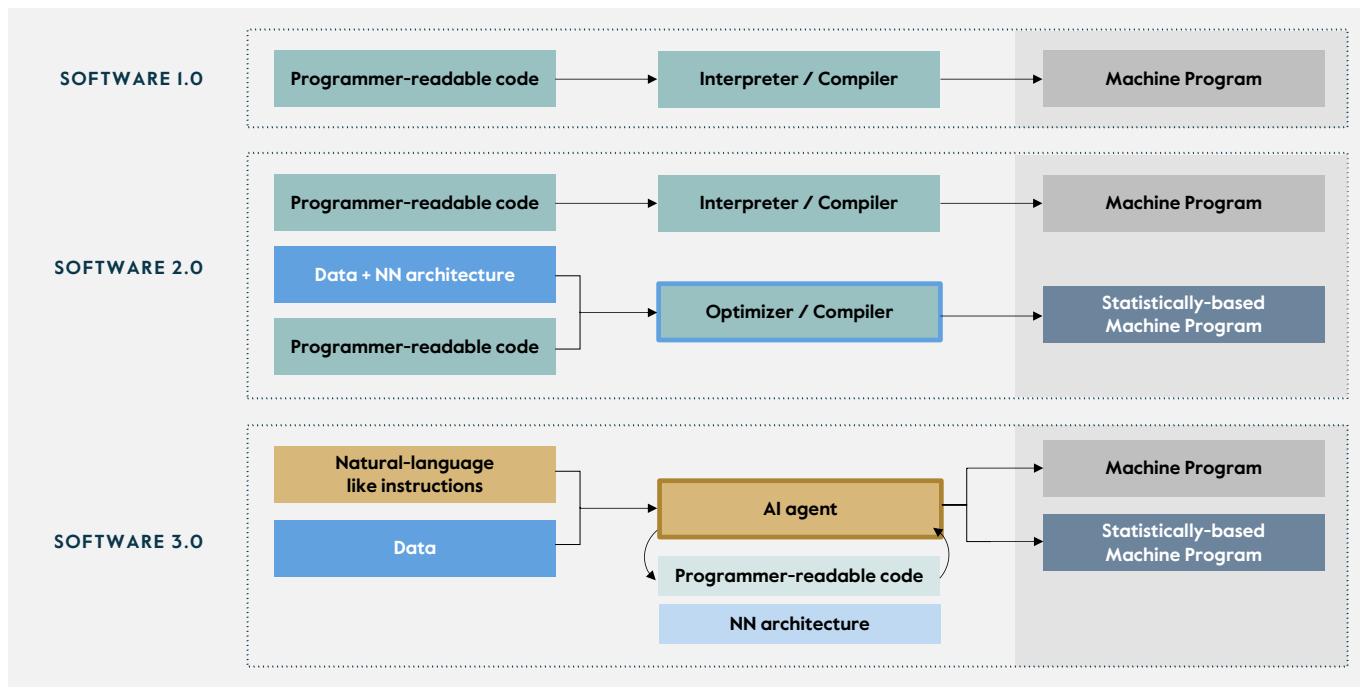 SOFTWARE 1.0
Programmer-readable code
Interpreter / Compiler
Machine Program
SOFTWARE 2.0
Programmer-readable code
Interpreter / Compiler
Machine Program
Data + NN architecture
Programmer-readable code
Optimizer / Compiler
Statistically-based
Machine Program
SOFTWARE 3.0
Natural-language
like instructions
Data
AI agent
Programmer-readable code
NN architecture
Machine Program
Statistically-based
Machine Program